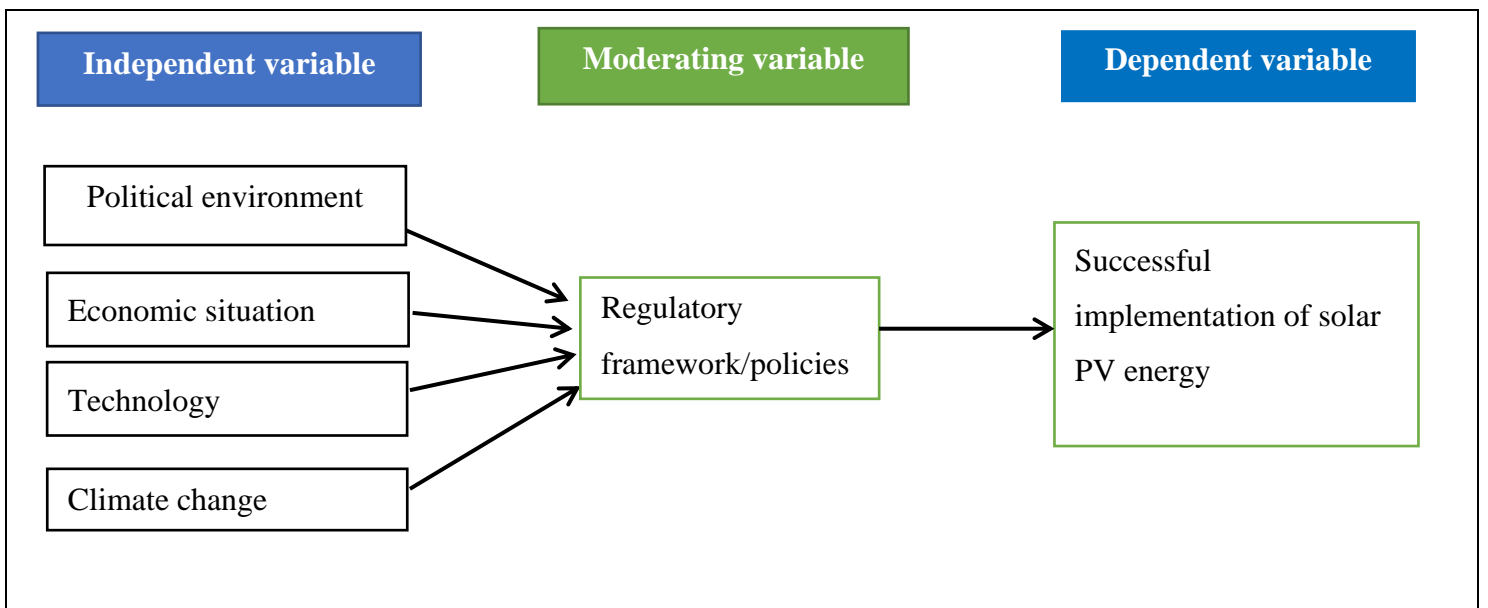 Independent variable
Moderating variable
Dependent variable
Political environment
Economic situation
Technology
Climate change
Regulatory
framework/policies
Successful
implementation of solar
PV energy